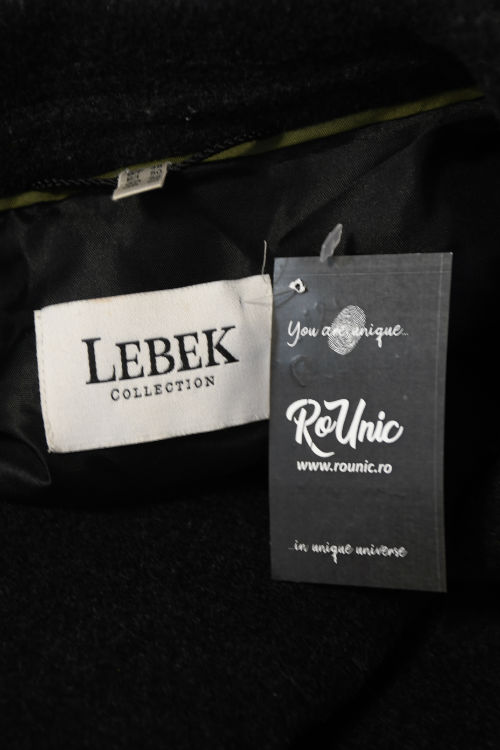 LEBEK
COLLECTION
You are unique...
RoUnic
www.rounic.ro
...in unique universe